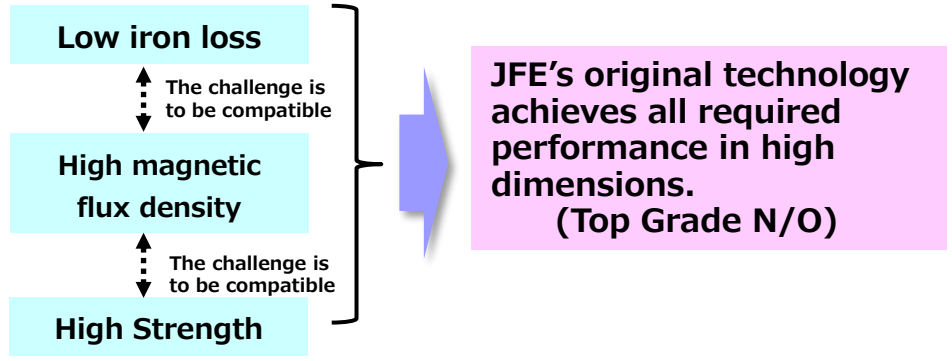 Low iron loss
The challenge is
to be compatible
High magnetic
flux density
The challenge is
to be compatible
High Strength
JFE's original technology
achieves all required
performance in high
dimensions.
(Top Grade N/O)